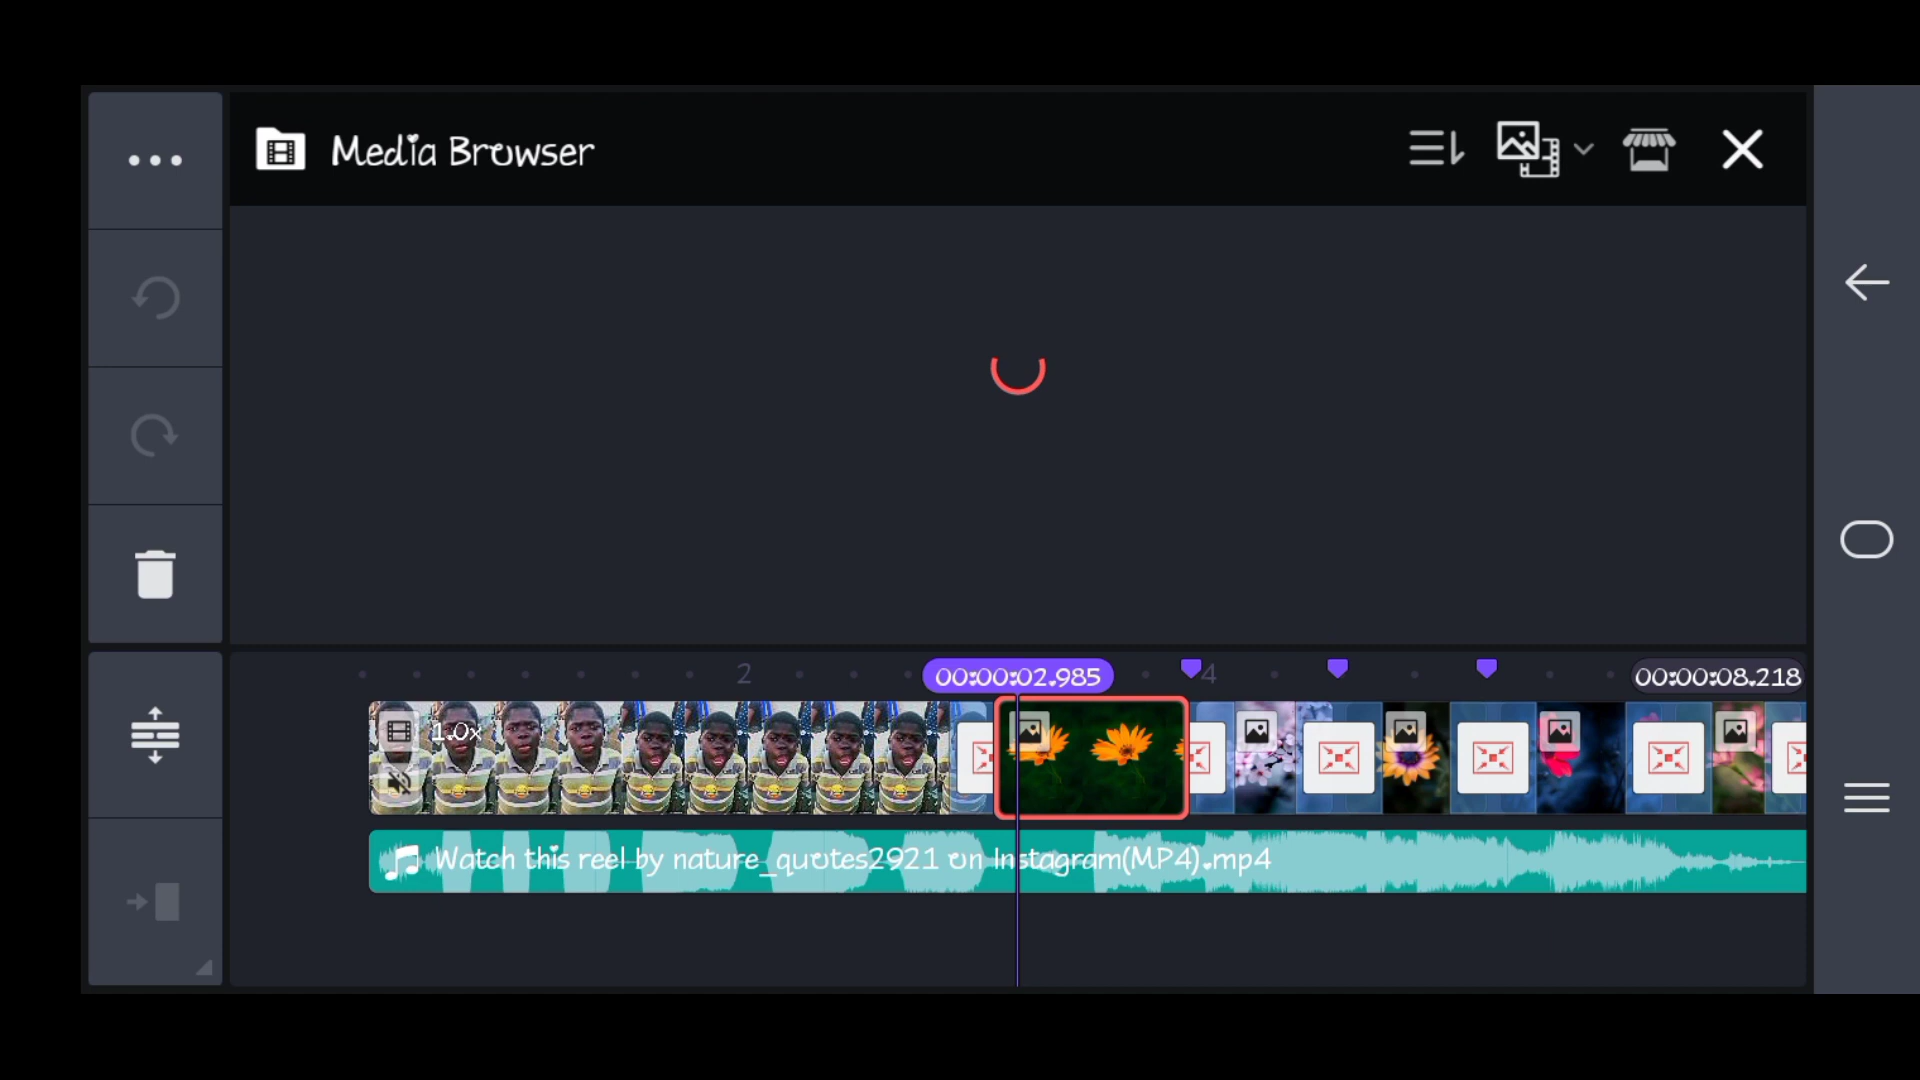 Media Browser
2
00:00:02.985
4
00:00:08.218
1.0x
Watch this reel by nature_quotes2921 on Instagram(MP4).mp4